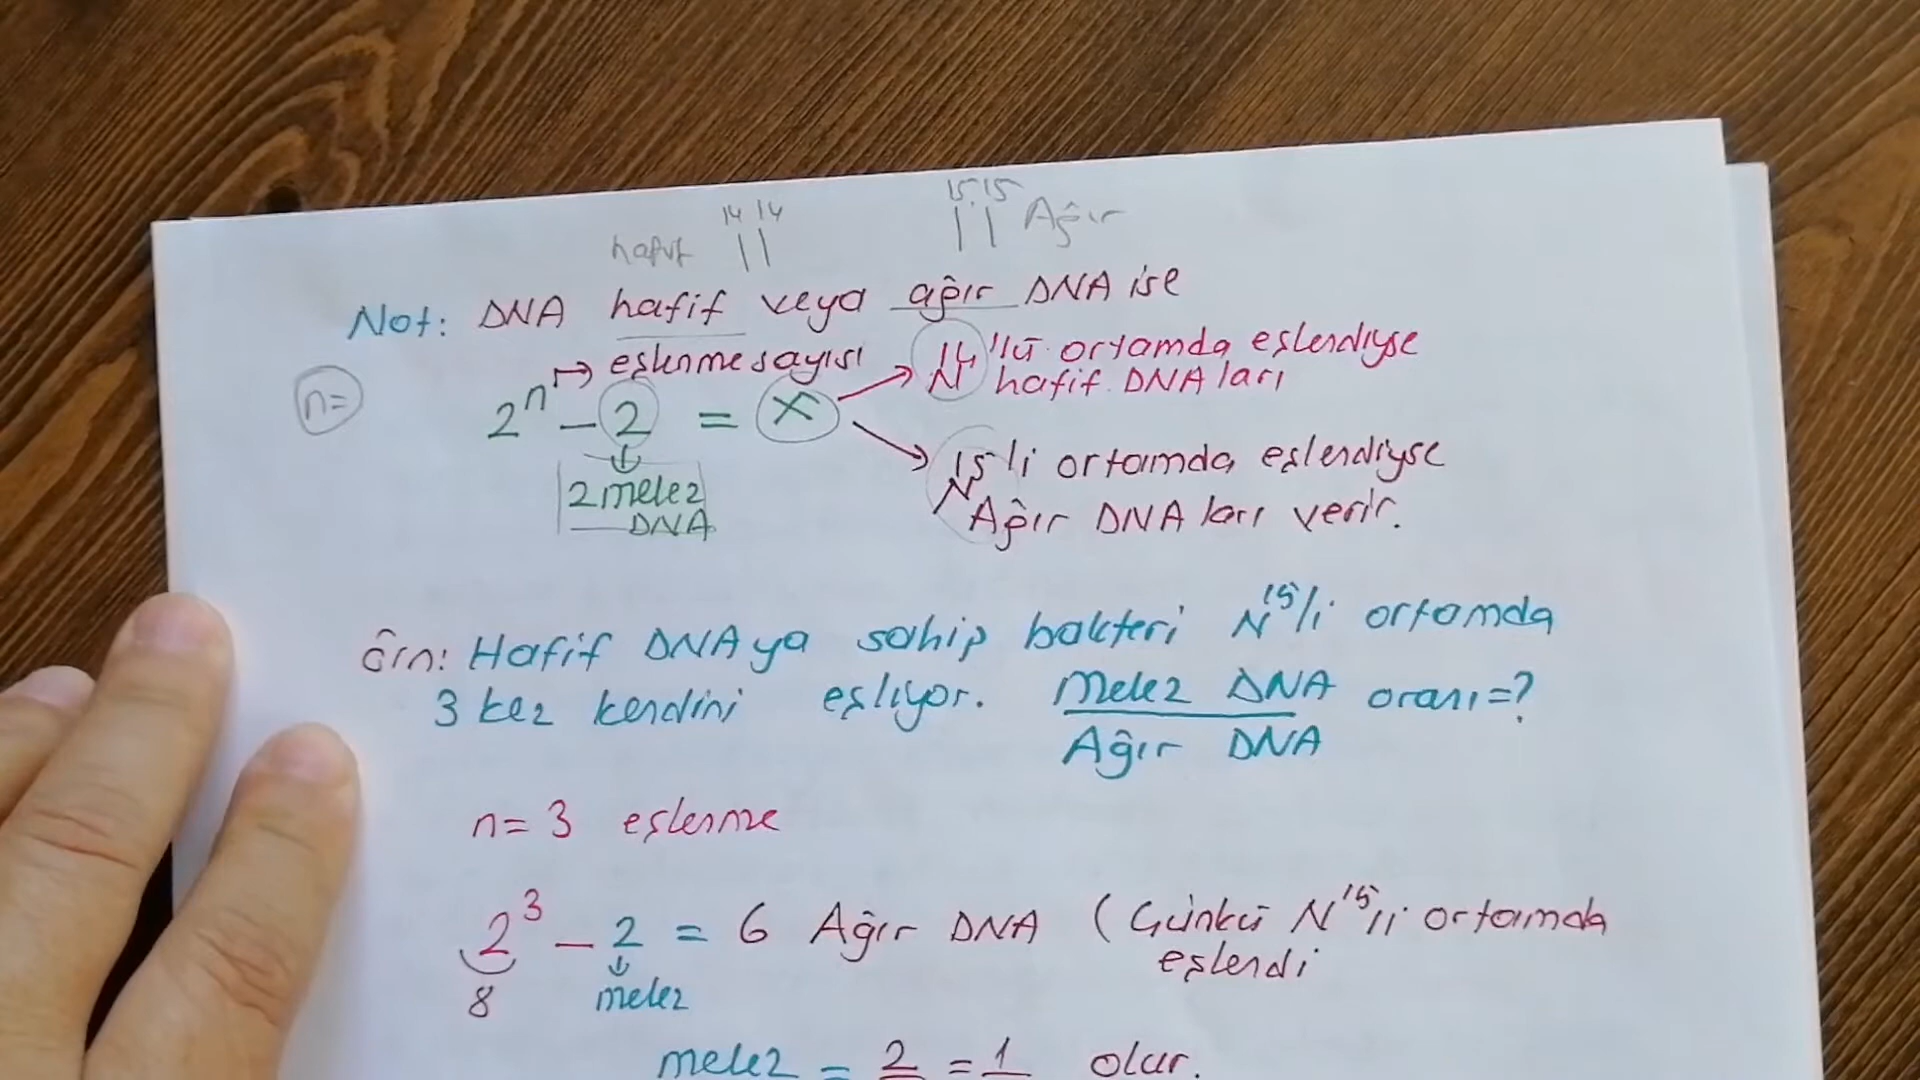 hafif 14 14 15 15 Ağır
Not: DNA hafif veya ağır DNA ise
n= 2ⁿ - 2 = x
↦ eşlenme sayısı
N¹⁴'lü ortamda eşlendiyse
hafif DNA ları
2 melez
DNA
N¹⁵'li ortamda eşlendiyse
Ağır DNA ları verir.
Örn: Hafif DNA ya sahip bakteri N¹⁵'li ortamda
3 kez kendini eşliyor. Melez DNA oranı=?
Ağır DNA
n= 3 eşlenme
2³ - 2 = 6 Ağır DNA (Çünkü N¹⁵'li ortamda
eşlendi
8 melez
melez = 2 = 1 olur.